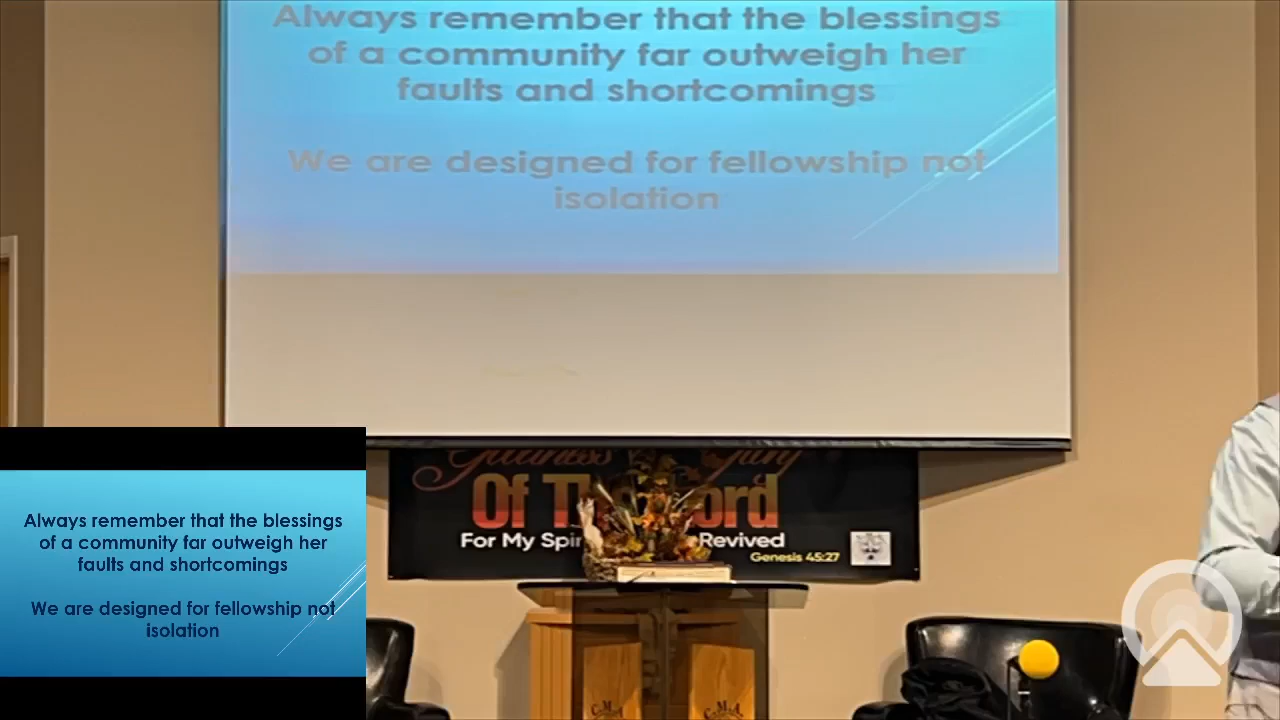 Always remember that the blessings
of a community far outweigh her
faults and shortcomings
We are designed for fellowship not
isolation
Of The Lord
For My Spir Revived
Genesis 45:27
C.M.A.
C.M.A.
Always remember that the blessings
of a community far outweigh her
faults and shortcomings
We are designed for fellowship not
isolation